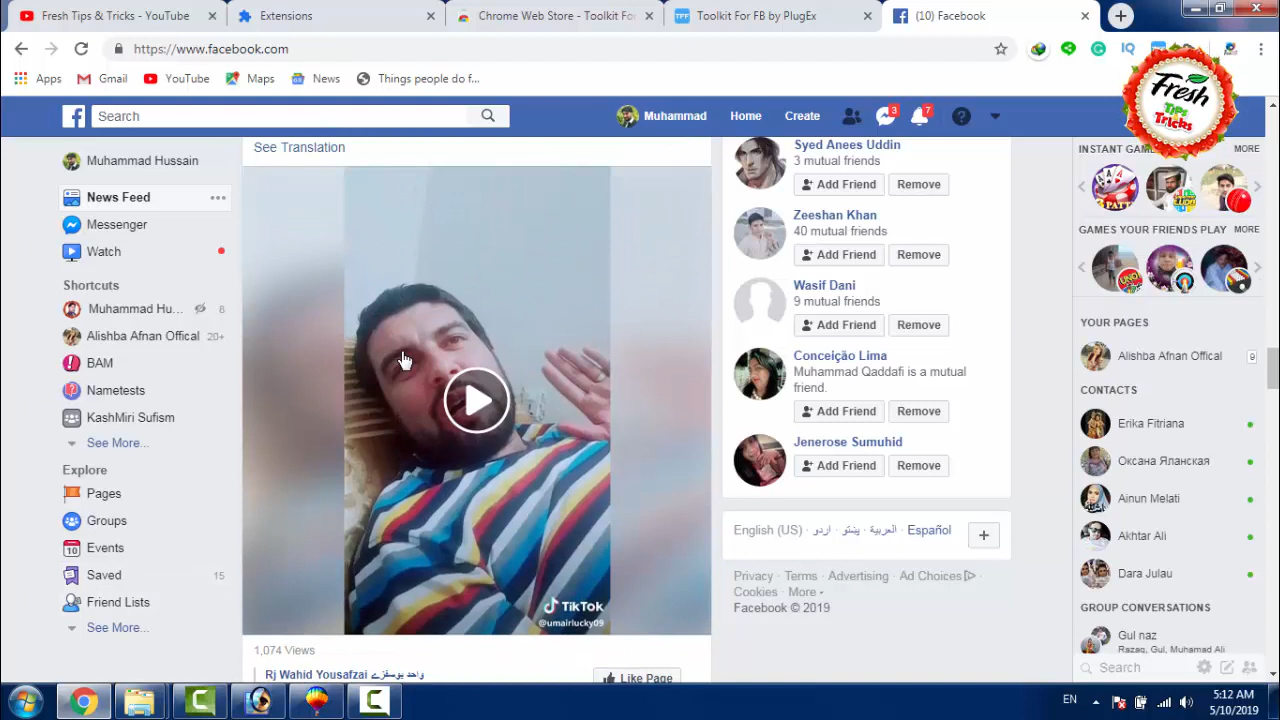 Fresh Tips & Tricks - YouTube
Extensions
Chrome Web Store - Toolkit Fo
Toolkit For FB by PlugEx
(10) Facebook
https://www.facebook.com
Apps
Gmail
YouTube
Maps
News
Things people do f...
Fresh
Tips
Tricks
Search
Muhammad
Home
Create
3
7
Muhammad Hussain
News Feed
Messenger
Watch
Shortcuts
Muhammad Hu... 8
Alishba Afnan Offical 20+
BAM
Nametests
KashMiri Sufism
See More...
Explore
Pages
Groups
Events
Saved 15
Friend Lists
See More...
See Translation
TikTok
@umairlucky09
1,074 Views
Rj Wahid Yousafzai واحد یوسفزے
Like Page
Syed Anees Uddin
3 mutual friends
Add Friend Remove
Zeeshan Khan
40 mutual friends
Add Friend Remove
Wasif Dani
9 mutual friends
Add Friend Remove
Conceição Lima
Muhammad Qaddafi is a mutual
friend.
Add Friend Remove
Jenerose Sumuhid
Add Friend Remove
English (US) · اردو · پښتو · العربية · Español
Privacy · Terms · Advertising · Ad Choices ·
Cookies · More
Facebook © 2019
INSTANT GAM MORE
GAMES YOUR FRIENDS PLAY MORE
YOUR PAGES
Alishba Afnan Offical 9
CONTACTS
Erika Fitriana
Оксана Яланская
Ainun Melati
Akhtar Ali
Dara Julau
GROUP CONVERSATIONS
Gul naz
Razaq, Gul, Muhamad Ali
Search
EN
5:12 AM
5/10/2019